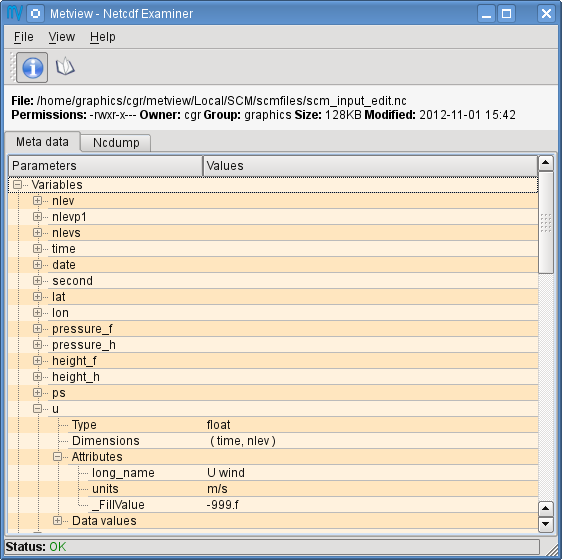 Metview - Netcdf Examiner
File View Help
File: /home/graphics/cgr/metview/Local/SCM/scmfiles/scm_input_edit.nc
Permissions: -rwxr-x--- Owner: cgr Group: graphics Size: 128KB Modified: 2012-11-01 15:42
Meta data Ncdump
Parameters Values
Variables
nlev
nlevp1
nlevs
time
date
second
lat
lon
pressure_f
pressure_h
height_f
height_h
ps
u
Type float
Dimensions ( time, nlev )
Attributes
long_name U wind
units m/s
_FillValue -999.f
Data values
Status: OK